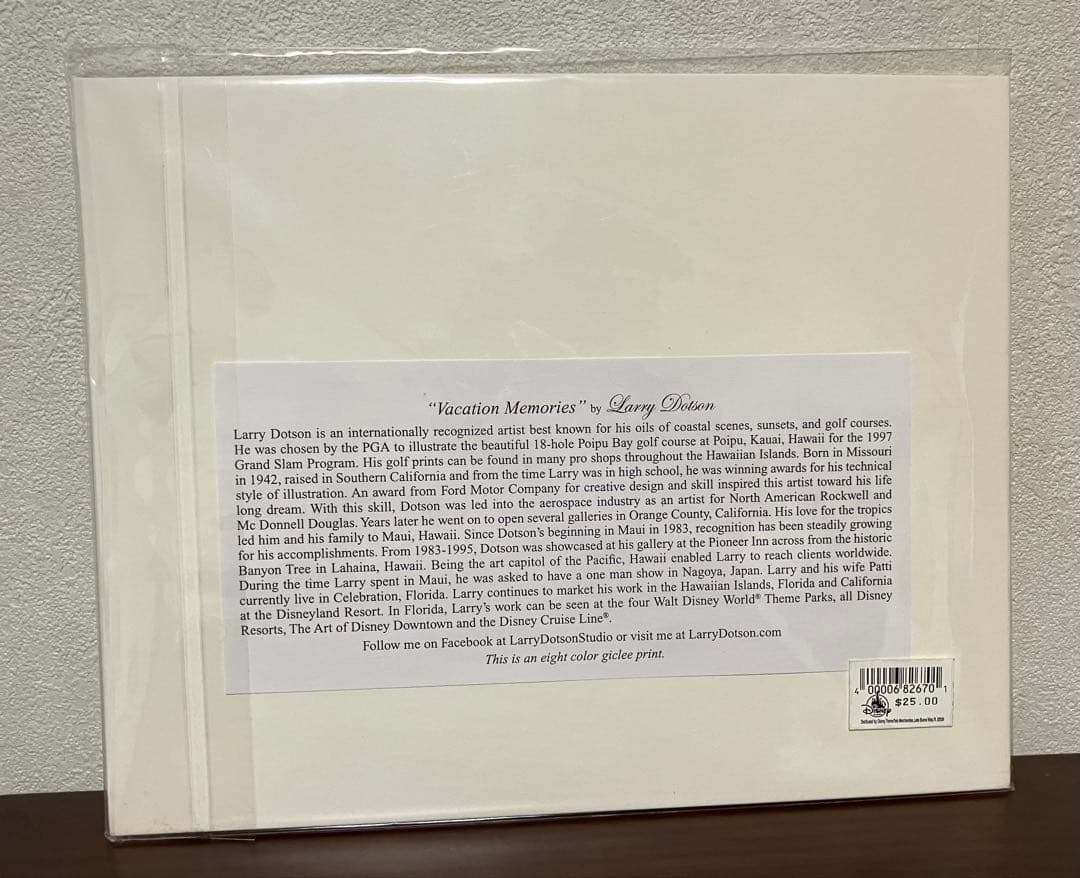 “Vacation Memories” by Larry Dotson
Larry Dotson is an internationally recognized artist best known for his oils of coastal scenes, sunsets, and golf courses.
He was chosen by the PGA to illustrate the beautiful 18-hole Poipu Bay golf course at Poipu, Kauai, Hawaii for the 1997
Grand Slam Program. His golf prints can be found in many pro shops throughout the Hawaiian Islands. Born in Missouri
in 1942, raised in Southern California and from the time Larry was in high school, he was winning awards for his technical
style of illustration. An award from Ford Motor Company for creative design and skill inspired this artist toward his life
long dream. With this skill, Dotson was led into the aerospace industry as an artist for North American Rockwell and
Mc Donnell Douglas. Years later he went on to open several galleries in Orange County, California. His love for the tropics
led him and his family to Maui, Hawaii. Since Dotson’s beginning in Maui in 1983, recognition has been steadily growing
for his accomplishments. From 1983-1995, Dotson was showcased at his gallery at the Pioneer Inn across from the historic
Banyon Tree in Lahaina, Hawaii. Being the art capitol of the Pacific, Hawaii enabled Larry to reach clients worldwide.
During the time Larry spent in Maui, he was asked to have a one man show in Nagoya, Japan. Larry and his wife Patti
currently live in Celebration, Florida. Larry continues to market his work in the Hawaiian Islands, Florida and California
at the Disneyland Resort. In Florida, Larry’s work can be seen at the four Walt Disney World® Theme Parks, all Disney
Resorts, The Art of Disney Downtown and the Disney Cruise Line®.
Follow me on Facebook at LarryDotsonStudio or visit me at LarryDotson.com
This is an eight color giclee print.
4 00006 82670 1
Disney $25.00